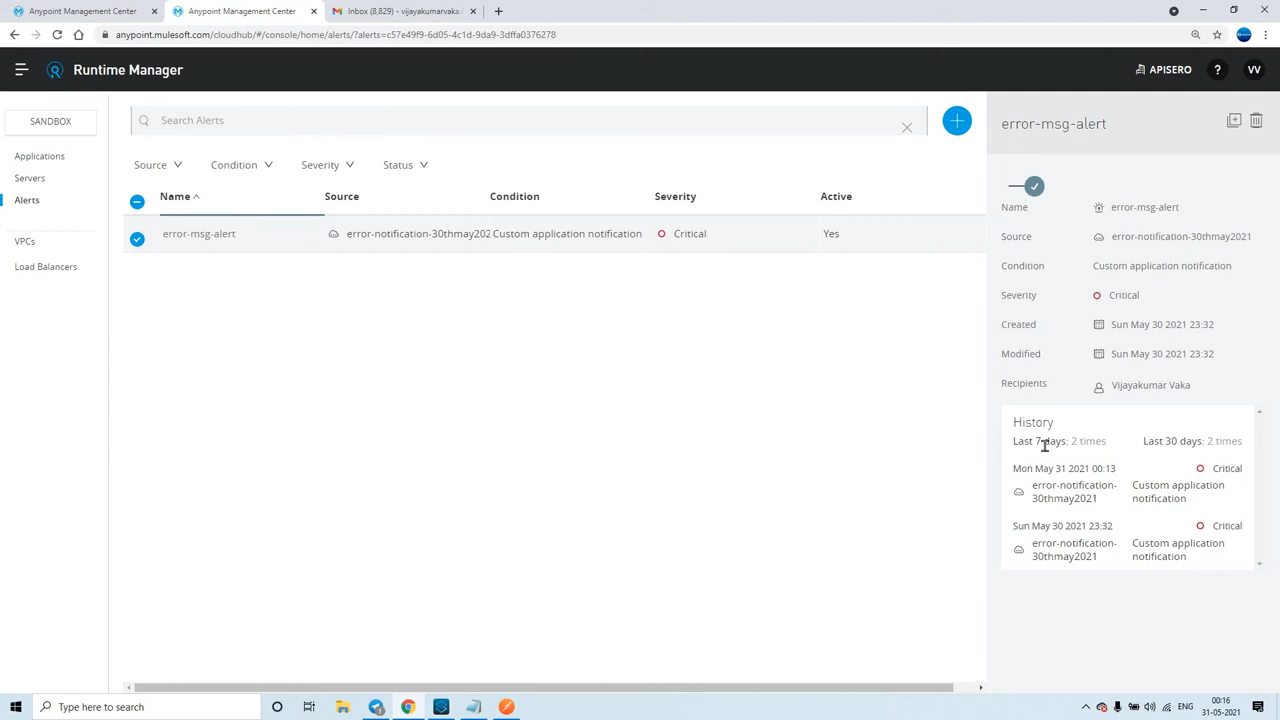 Anypoint Management Center
Anypoint Management Center
Inbox (8,829) - vijayakumarvaka.
anypoint.mulesoft.com/cloudhub/#/console/home/alerts/?alerts=c57e49f9-6d05-4c1d-9da9-3dffa0376278
Runtime Manager
APISERO
?
VV
SANDBOX
Applications
Servers
Alerts
VPCs
Load Balancers
Search Alerts
Source
Condition
Severity
Status
Name
Source
Condition
Severity
Active
error-msg-alert
error-notification-30thmay202
Custom application notification
Critical
Yes
error-msg-alert
Name
error-msg-alert
Source
error-notification-30thmay2021
Condition
Custom application notification
Severity
Critical
Created
Sun May 30 2021 23:32
Modified
Sun May 30 2021 23:32
Recipients
Vijayakumar Vaka
History
Last 7 days: 2 times
Last 30 days: 2 times
Mon May 31 2021 00:13
Critical
error-notification-
30thmay2021
Custom application
notification
Sun May 30 2021 23:32
Critical
error-notification-
30thmay2021
Custom application
notification
Type here to search
ENG
00:16
31-05-2021